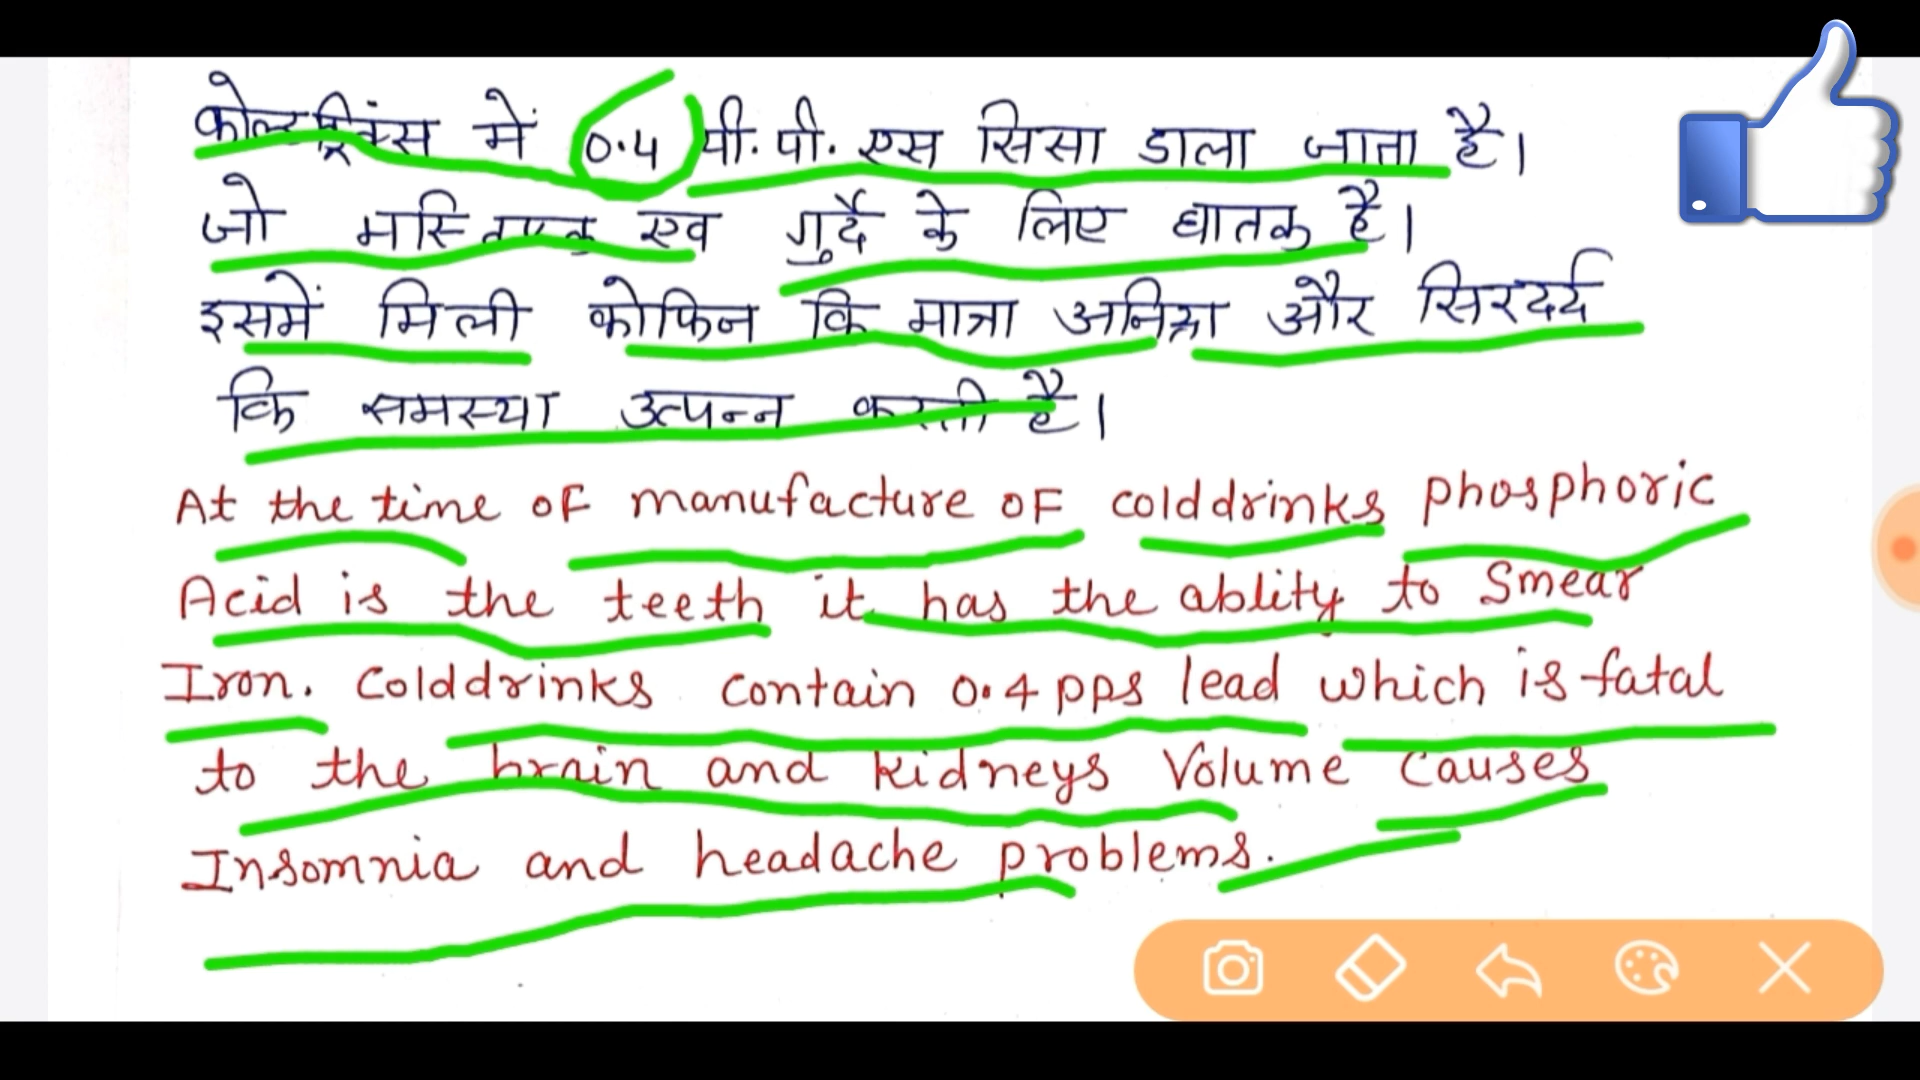 कोल्डड्रिंक्स में 0.4 पी.पी. एस सिसा डाला जाता है।
जो मस्तिष्क एव गुर्दे के लिए घातक है।
इसमें मिली कोफिन कि मात्रा अनिद्रा और सिरदर्द
कि समस्या उत्पन्न करती है।
At the time of manufacture of colddrinks phosphoric
Acid is the teeth it has the ablity to Smear
Iron. Colddrinks contain 0.4 pps lead which is fatal
to the brain and kidneys Volume causes
Insomnia and headache problems.